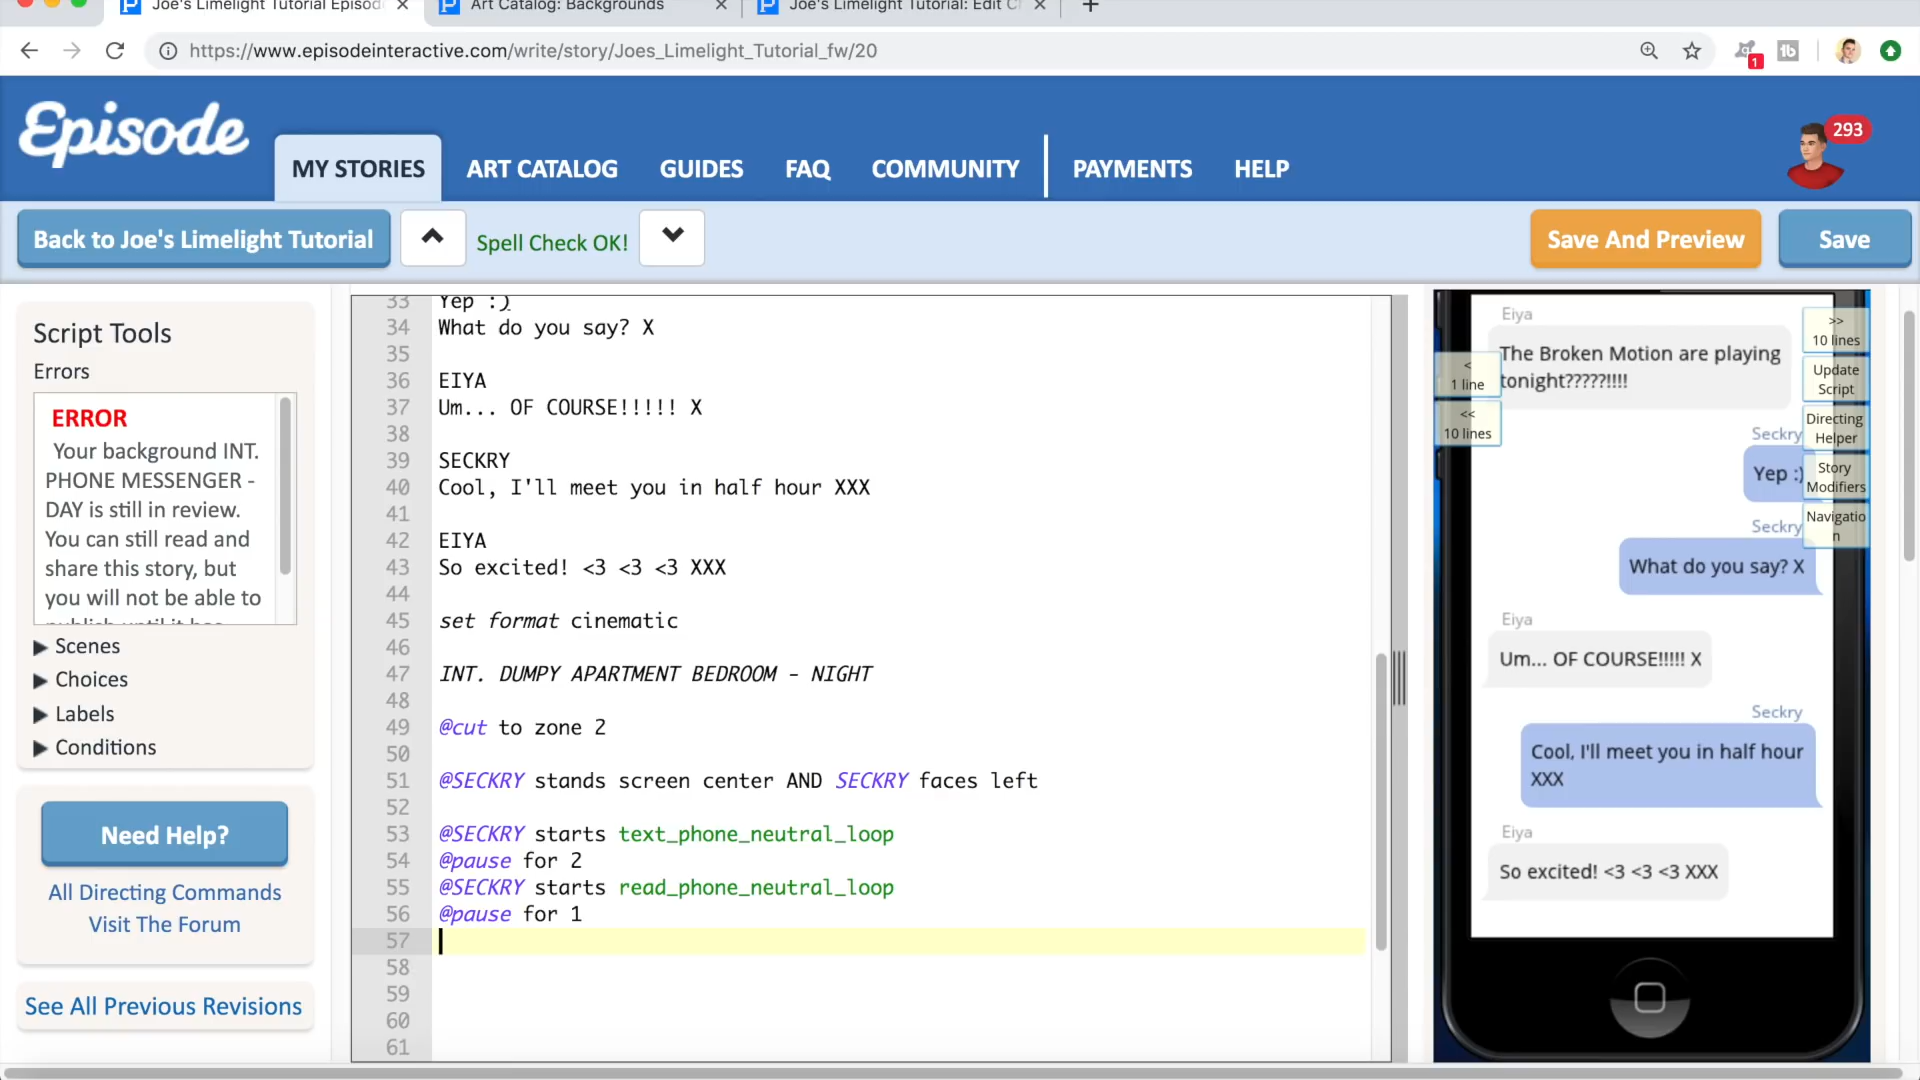 Joe's Limelight Tutorial Episod
Art Catalog: Backgrounds
Joe's Limelight Tutorial: Edit C
https://www.episodeinteractive.com/write/story/Joes_Limelight_Tutorial_fw/20
1
Episode
MY STORIES
ART CATALOG
GUIDES
FAQ
COMMUNITY
PAYMENTS
HELP
293
Back to Joe's Limelight Tutorial
Spell Check OK!
Save And Preview
Save
Script Tools
Errors
ERROR
Your background INT.
PHONE MESSENGER -
DAY is still in review.
You can still read and
share this story, but
you will not be able to
publish until it has
Scenes
Choices
Labels
Conditions
Need Help?
All Directing Commands
Visit The Forum
See All Previous Revisions
33 Yep :)
34 What do you say? X
35
36 EIYA
37 Um... OF COURSE!!!!! X
38
39 SECKRY
40 Cool, I'll meet you in half hour XXX
41
42 EIYA
43 So excited! <3 <3 <3 XXX
44
45 set format cinematic
46
47 INT. DUMPY APARTMENT BEDROOM - NIGHT
48
49 @cut to zone 2
50
51 @SECKRY stands screen center AND SECKRY faces left
52
53 @SECKRY starts text_phone_neutral_loop
54 @pause for 2
55 @SECKRY starts read_phone_neutral_loop
56 @pause for 1
57
58
59
60
61
Eiya
The Broken Motion are playing
tonight?????!!!!
Seckry
Yep :)
Seckry
What do you say? X
Eiya
Um... OF COURSE!!!!! X
Seckry
Cool, I'll meet you in half hour
XXX
Eiya
So excited! <3 <3 <3 XXX
<
1 line
<<
10 lines
>>
10 lines
Update
Script
Directing
Helper
Story
Modifiers
Navigatio
n